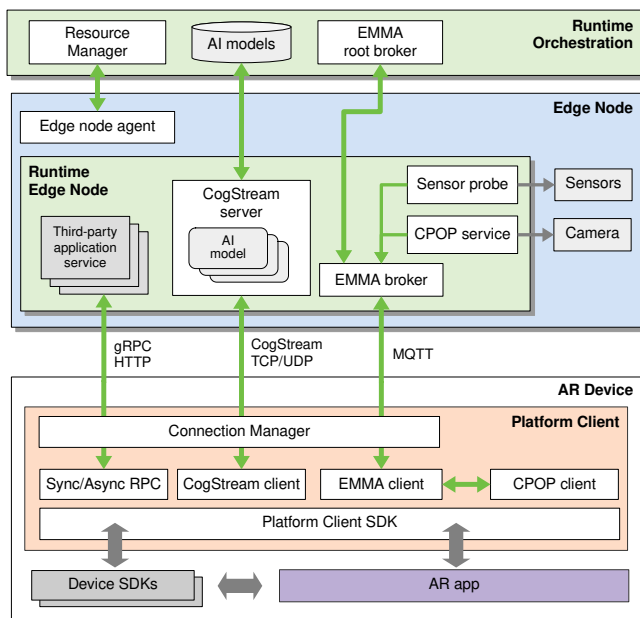 Resource
Manager
AI models
EMMA
root broker
Runtime
Orchestration
Edge Node
Edge node agent
Runtime
Edge Node
CogStream
server
AI
model
Third-party
application
service
Sensor probe
Sensors
CPOP service
Camera
EMMA broker
gRPC
HTTP
CogStream
TCP/UDP
MQTT
AR Device
Platform Client
Connection Manager
Sync/Async RPC
CogStream client
EMMA client
CPOP client
Platform Client SDK
Device SDKs
AR app